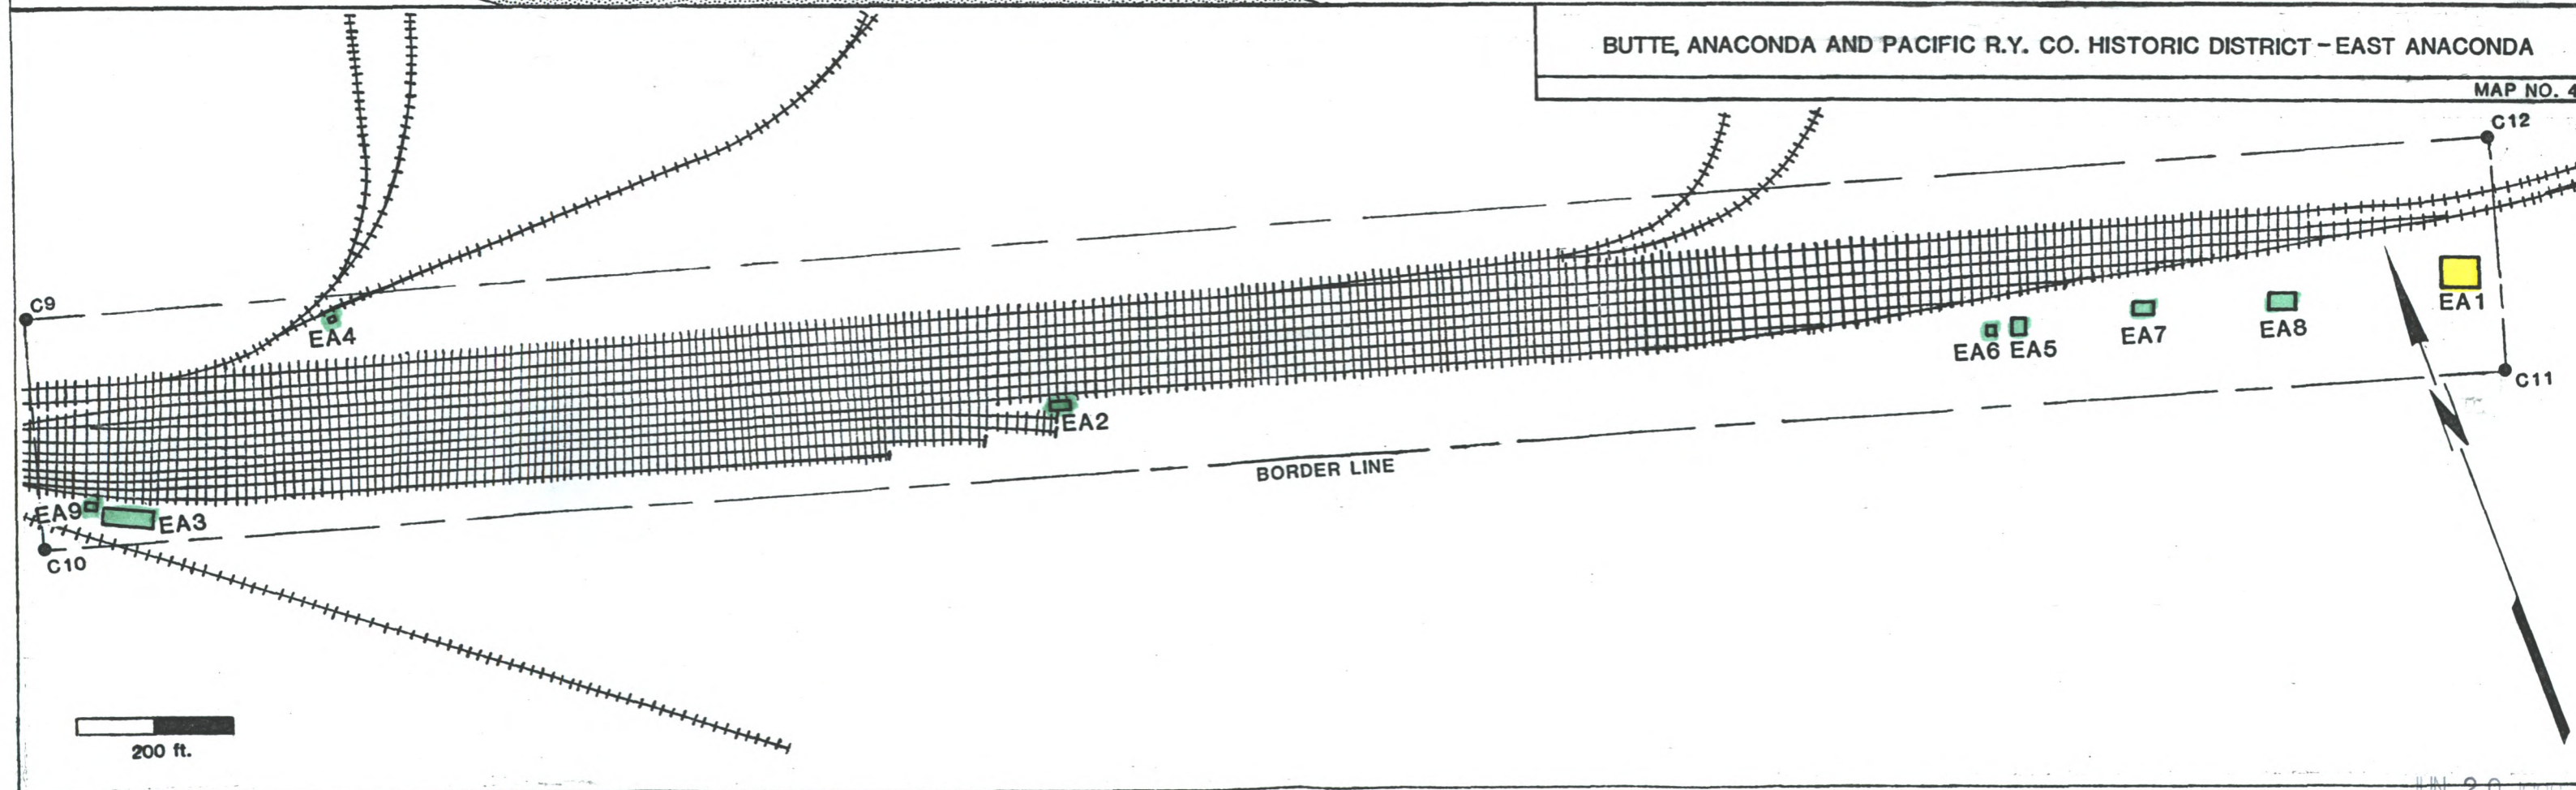 BUTTE, ANACONDA AND PACIFIC R.Y. CO. HISTORIC DISTRICT - EAST ANACONDA
MAP NO. 4
C12
C9
EA4
EA1
EA6
EA5
EA7
EA8
C11
EA2
BORDER LINE
EA9
EA3
C10
200 ft.